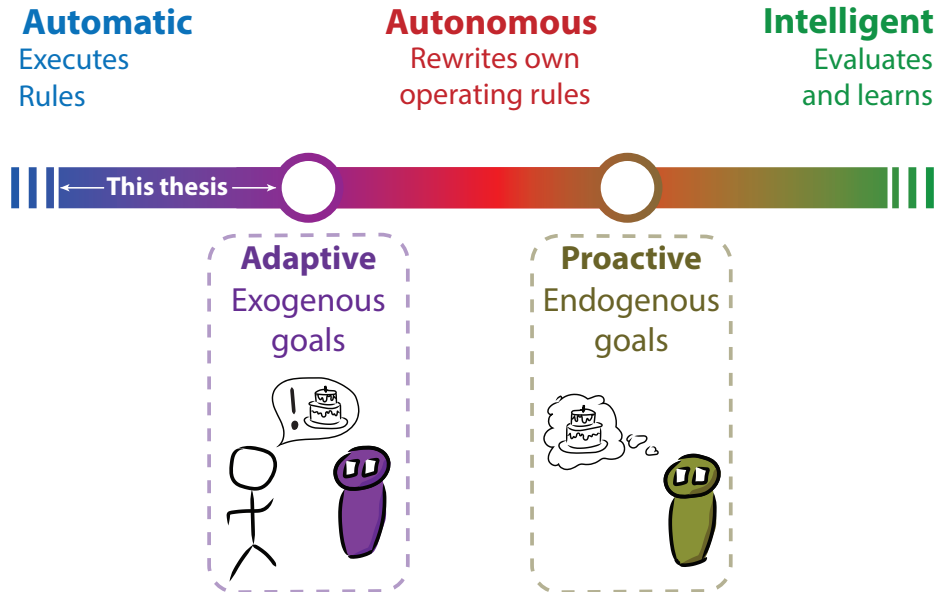 Automatic
Executes
Rules
Autonomous
Rewrites own
operating rules
Intelligent
Evaluates
and learns
This thesis
Adaptive
Exogenous
goals
!
Proactive
Endogenous
goals